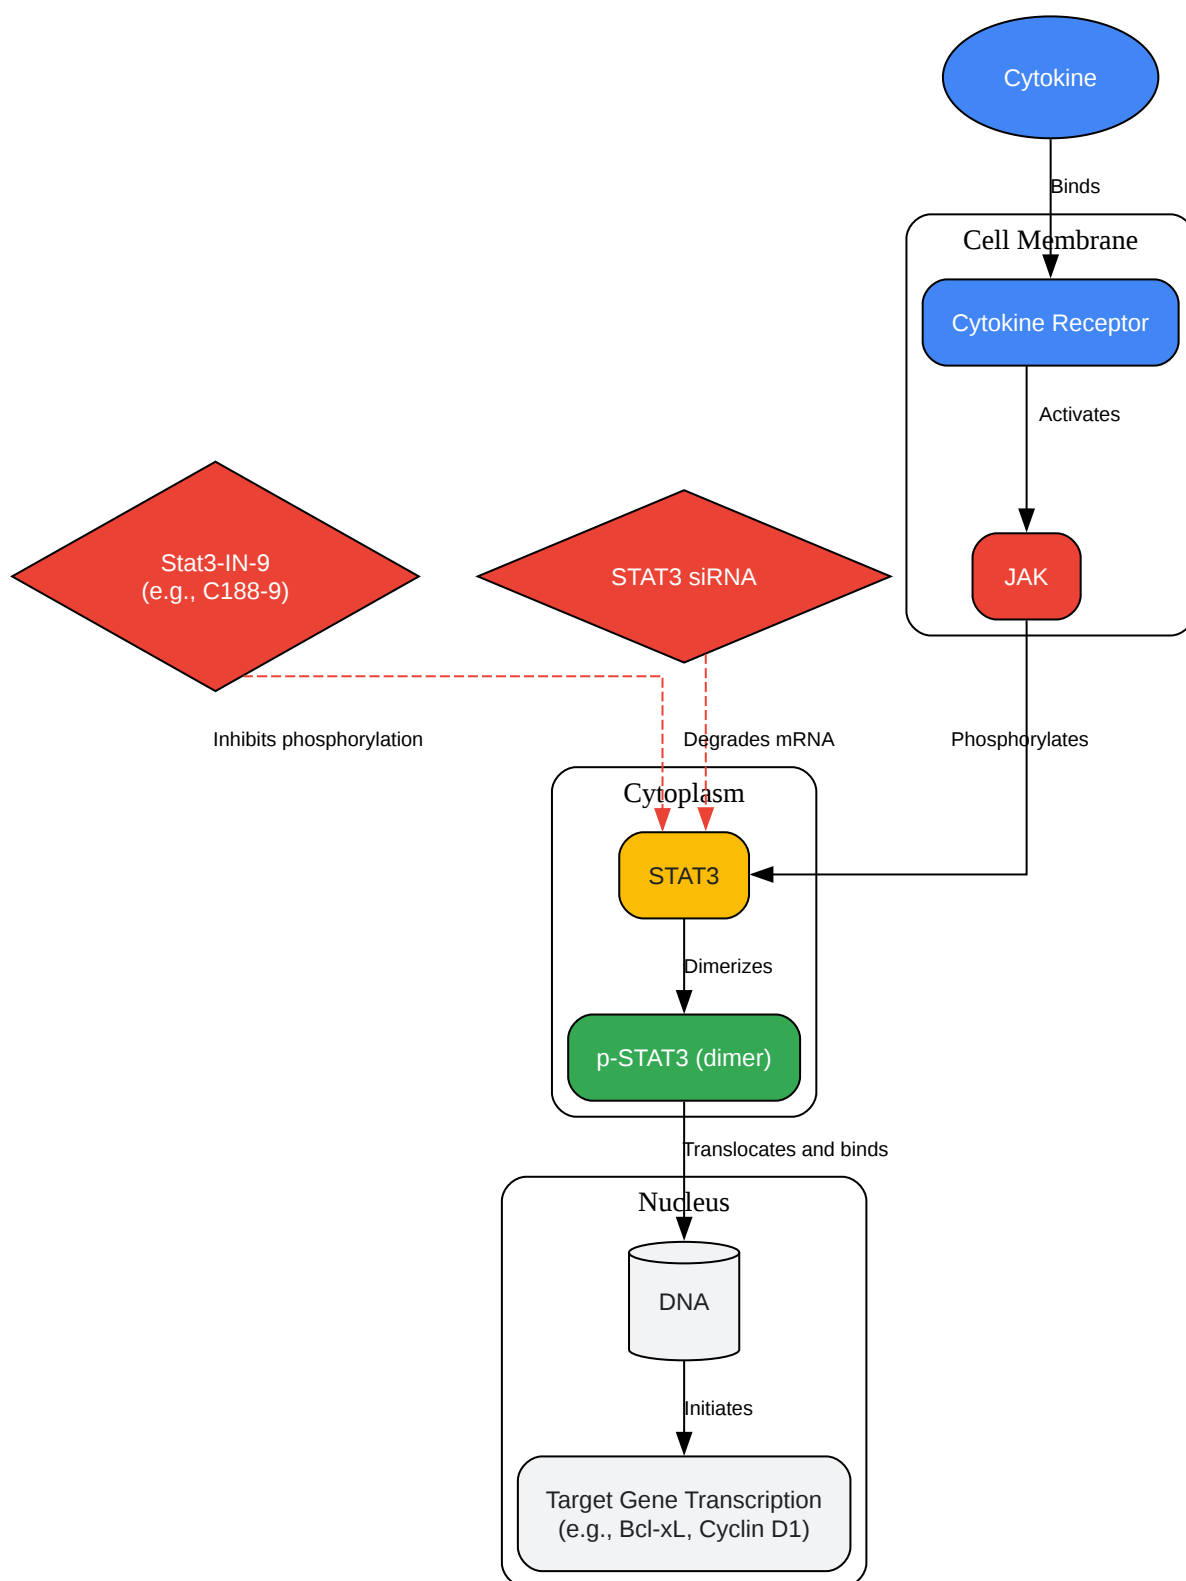 Cytokine
Binds
Cell Membrane
Cytokine Receptor
Activates
Stat3-IN-9
(e.g., C188-9)
STAT3 siRNA
JAK
Inhibits phosphorylation
Degrades mRNA
Phosphorylates
Cytoplasm
STAT3
Dimerizes
p-STAT3 (dimer)
Translocates and binds
Nucleus
DNA
Initiates
Target Gene Transcription
(e.g., Bcl-xL, Cyclin D1)